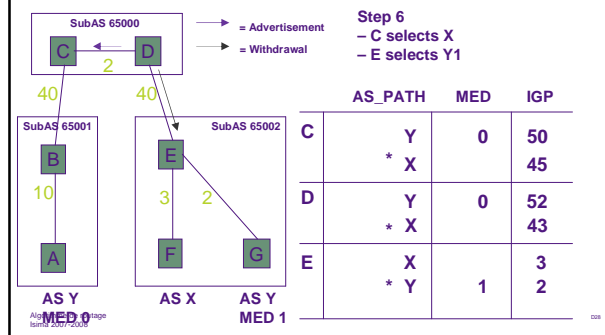 SubAS 65000
= Advertisement
= Withdrawal
Step 6
– C selects X
– E selects Y1
C
D
2
40
40
SubAS 65001
SubAS 65002
B
E
10
3
2
A
F
G
AS Y
MED 0
AS X
AS Y
MED 1
AS_PATH MED IGP
C Y 0 50
* X 45
D Y 0 52
* X 43
E X 3
* Y 1 2
Isima 2007-2008
D28